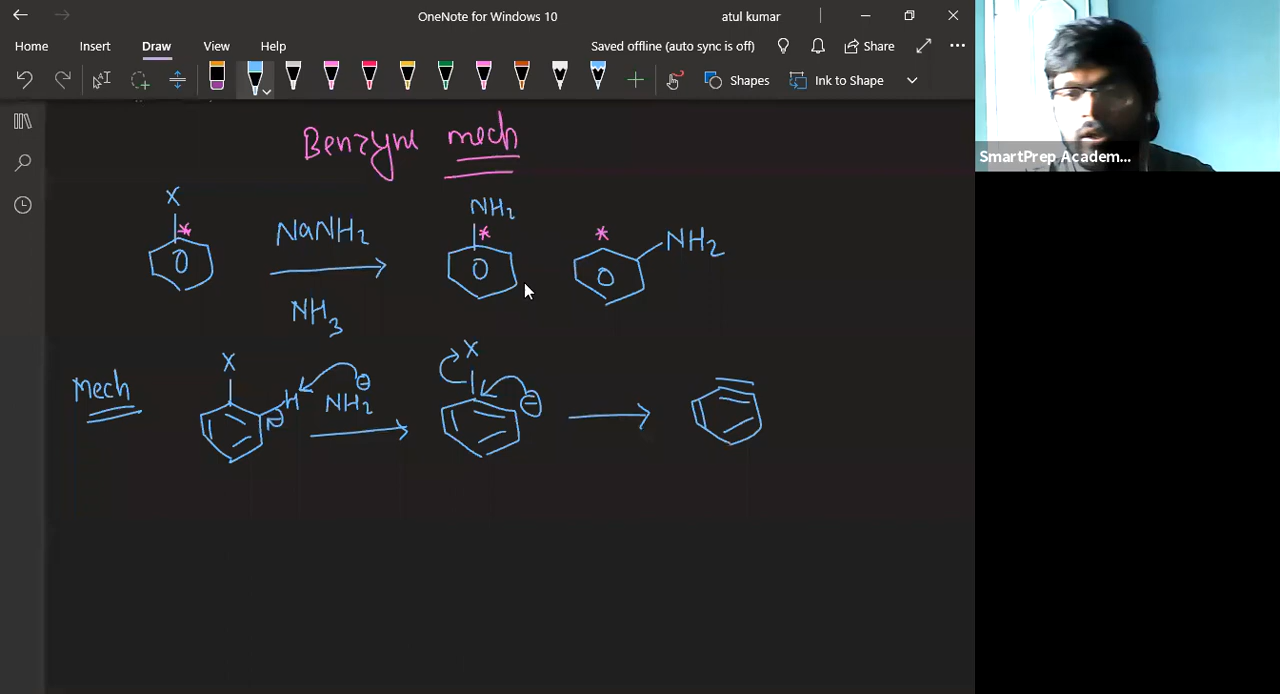 OneNote for Windows 10
atul kumar
Home Insert Draw View Help
Saved offline (auto sync is off)
Share
Shapes
Ink to Shape
SmartPrep Academ...
Benzyne mech
X
*
NaNH2
NH3
NH2
*
*
NH2
Mech
X
H
NH2
⊖
X
⊖